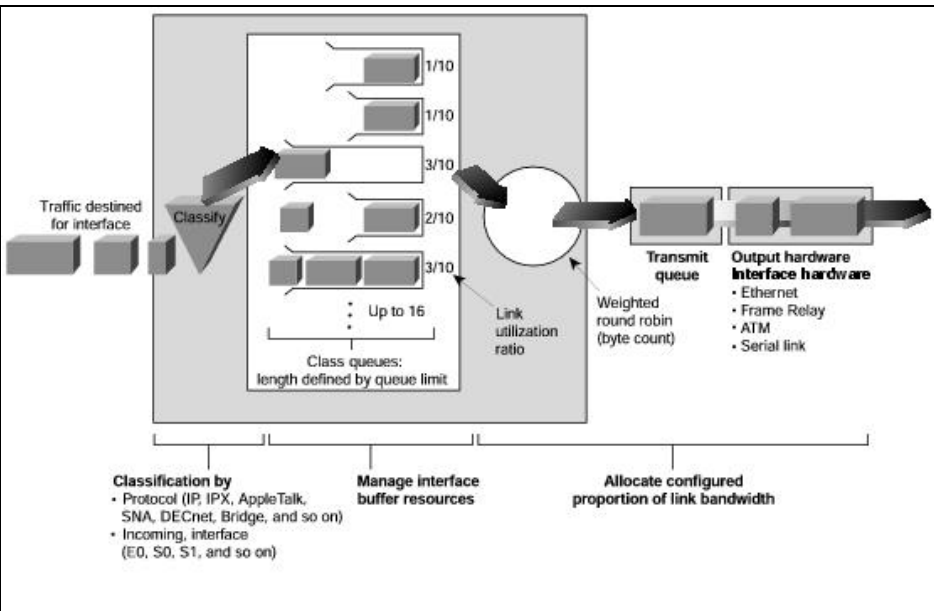 1/10
1/10
3/10
2/10
3/10
Traffic destined
for interface
Classify
Up to 16
Class queues:
length defined by queue limit
Link
utilization
ratio
Weighted
round robin
(byte count)
Transmit
queue
Output hardware
Interface hardware
• Ethernet
• Frame Relay
• ATM
• Serial link
Classification by
• Protocol (IP, IPX, AppleTalk,
SNA, DECnet, Bridge, and so on)
• Incoming, interface
(E0, S0, S1, and so on)
Manage interface
buffer resources
Allocate configured
proportion of link bandwidth